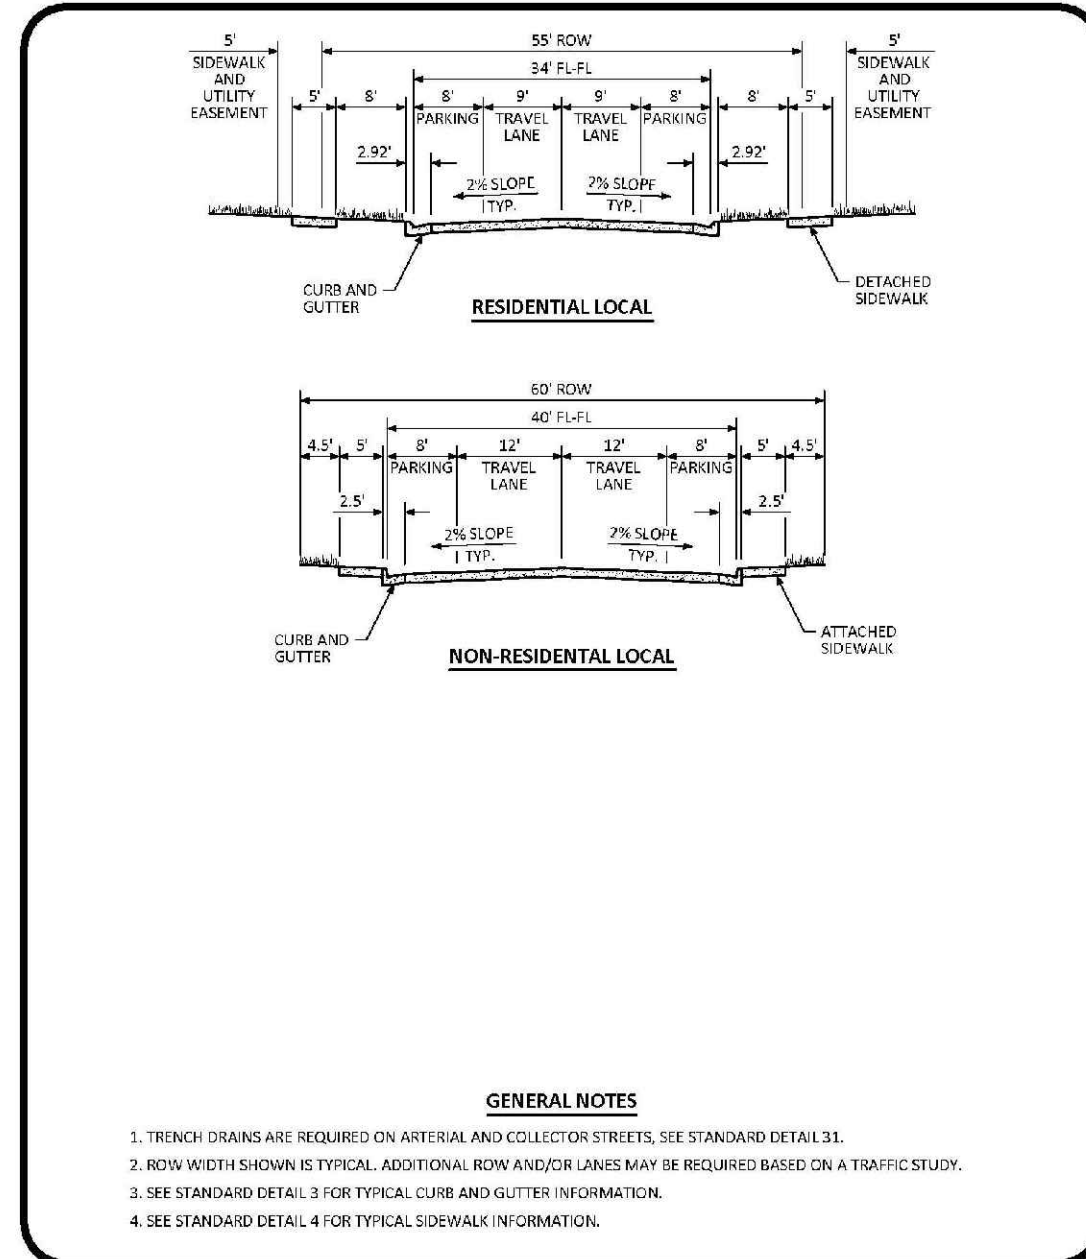 5' 55' ROW 5'
SIDEWALK AND UTILITY EASEMENT 34' FL-FL SIDEWALK AND UTILITY EASEMENT
5' 8' 8' 9' 9' 8' 8' 5'
PARKING TRAVEL LANE TRAVEL LANE PARKING
2.92' 2.92'
2% SLOPE 2% SLOPE
TYP. TYP.
CURB AND GUTTER
DETACHED SIDEWALK
RESIDENTIAL LOCAL
60' ROW
40' FL-FL
4.5' 5' 8' 12' 12' 8' 5' 4.5'
PARKING TRAVEL LANE TRAVEL LANE PARKING
2.5' 2.5'
2% SLOPE 2% SLOPE
TYP. TYP.
CURB AND GUTTER
ATTACHED SIDEWALK
NON-RESIDENTAL LOCAL
GENERAL NOTES
1. TRENCH DRAINS ARE REQUIRED ON ARTERIAL AND COLLECTOR STREETS, SEE STANDARD DETAIL 31.
2. ROW WIDTH SHOWN IS TYPICAL. ADDITIONAL ROW AND/OR LANES MAY BE REQUIRED BASED ON A TRAFFIC STUDY.
3. SEE STANDARD DETAIL 3 FOR TYPICAL CURB AND GUTTER INFORMATION.
4. SEE STANDARD DETAIL 4 FOR TYPICAL SIDEWALK INFORMATION.